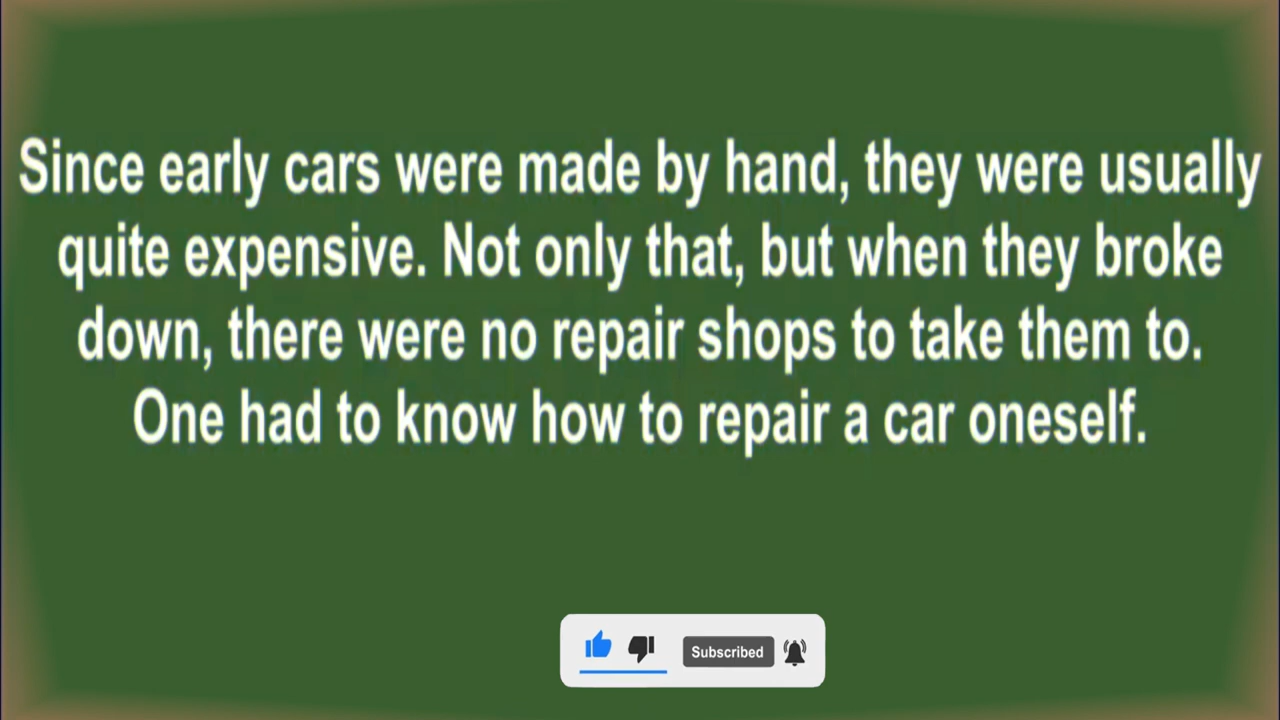 Since early cars were made by hand, they were usually
quite expensive. Not only that, but when they broke
down, there were no repair shops to take them to.
One had to know how to repair a car oneself.
Subscribed